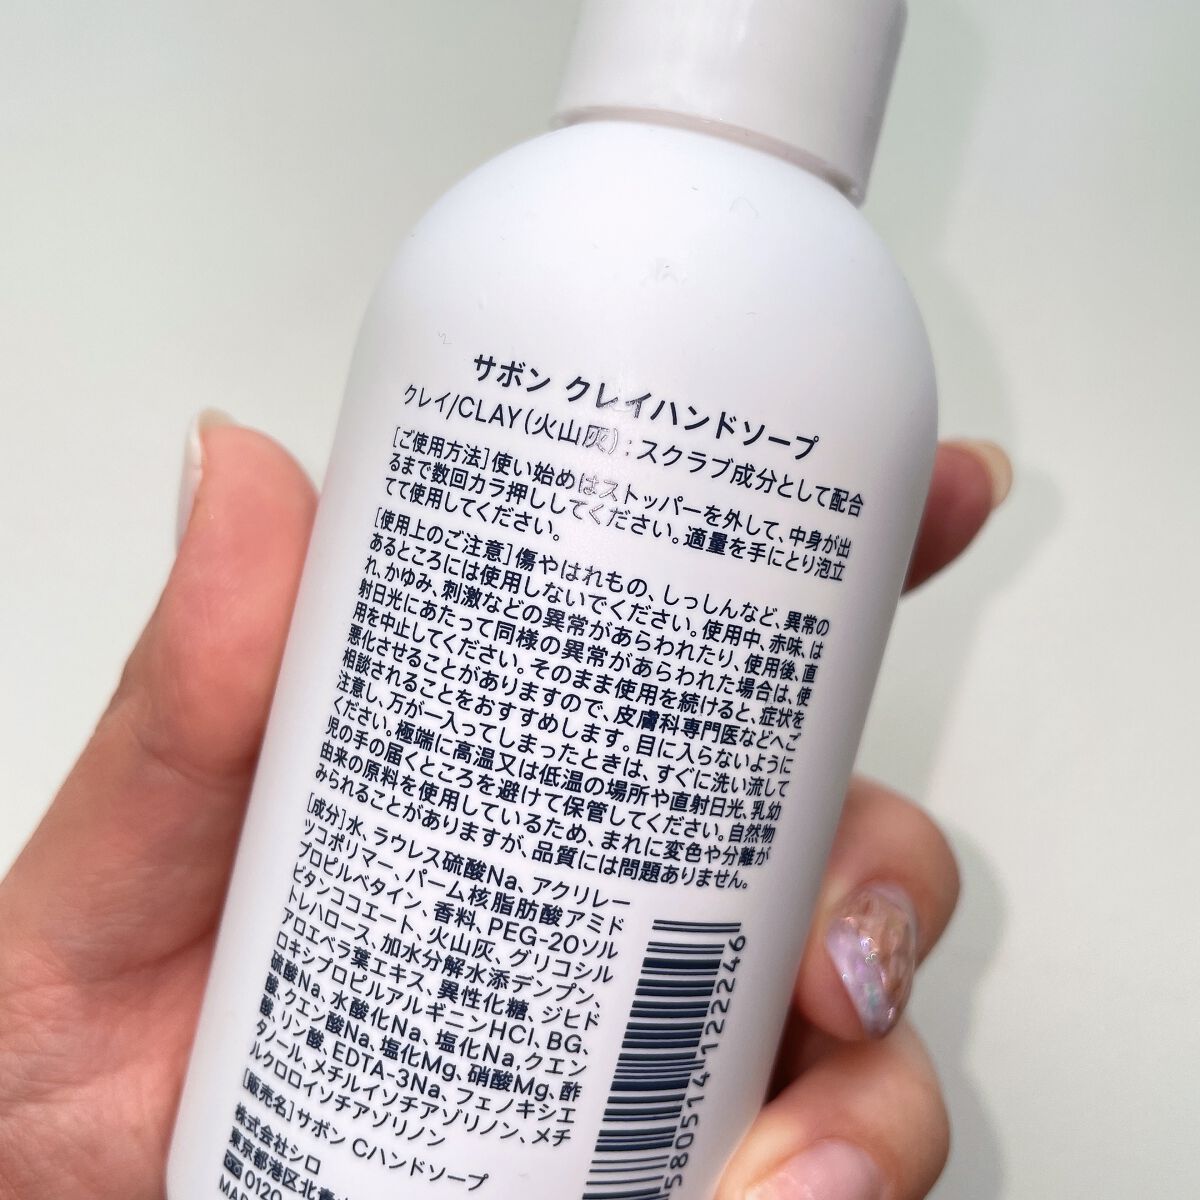 サボン クレイハンドソープ
クレイ/CLAY(火山灰):スクラブ成分として配合
[ご使用方法]使い始めはストッパーを外して、中身が出
るまで数回カラ押ししてください。適量を手にとり泡立
てて使用してください。
[使用上のご注意]傷やはれもの、しっしんなど、異常の
あるところには使用しないでください。使用中、赤味、は
れ、かゆみ、刺激などの異常があらわれたり、使用後、直
射日光にあたって同様の異常があらわれた場合は、使
用を中止してください。そのまま使用を続けると、症状を
悪化させることがありますので、皮膚科専門医などへご
相談されることをおすすめします。目に入らないように
注意し、万が一入ってしまったときは、すぐに洗い流して
ください。極端に高温又は低温の場所や直射日光、乳幼
児の手の届くところを避けて保管してください。自然物
由来の原料を使用しているため、まれに変色や分離が
みられることがありますが、品質には問題ありません。
[成分]水、ラウレス硫酸Na、アクリレー
ツコポリマー、パーム核脂肪酸アミド
プロピルベタイン、香料、PEG-20ソル
ビタンココエート、火山灰、グリコシル
トレハロース、加水分解水添デンプン、
アロエベラ葉エキス、異性化糖、ジヒド
ロキシプロピルアルギニンHCl、BG、
硫酸Na、水酸化Na、塩化Na、クエン
酸、クエン酸Na、塩化Mg、硝酸Mg、酢
酸、リン酸、EDTA-3Na、フェノキシエ
タノール、メチルイソチアゾリノン、メチ
ルクロロイソチアゾリノン
[販売名]サボン Cハンドソープ
株式会社シロ
東京都港区北青山
0120
MAD
580514122246